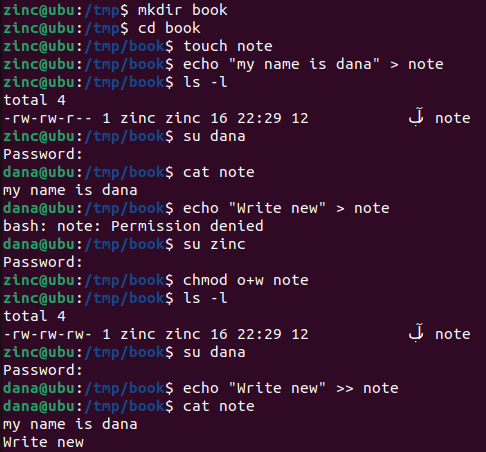 zinc@ubu:/tmp$ mkdir book
zinc@ubu:/tmp$ cd book
zinc@ubu:/tmp/book$ touch note
zinc@ubu:/tmp/book$ echo "my name is dana" > note
zinc@ubu:/tmp/book$ ls -l
total 4
-rw-rw-r-- 1 zinc zinc 16 22:29 12 آب note
zinc@ubu:/tmp/book$ su dana
Password:
dana@ubu:/tmp/book$ cat note
my name is dana
dana@ubu:/tmp/book$ echo "Write new" > note
bash: note: Permission denied
dana@ubu:/tmp/book$ su zinc
Password:
zinc@ubu:/tmp/book$ chmod o+w note
zinc@ubu:/tmp/book$ ls -l
total 4
-rw-rw-rw- 1 zinc zinc 16 22:29 12 آب note
zinc@ubu:/tmp/book$ su dana
Password:
dana@ubu:/tmp/book$ echo "Write new" >> note
dana@ubu:/tmp/book$ cat note
my name is dana
Write new